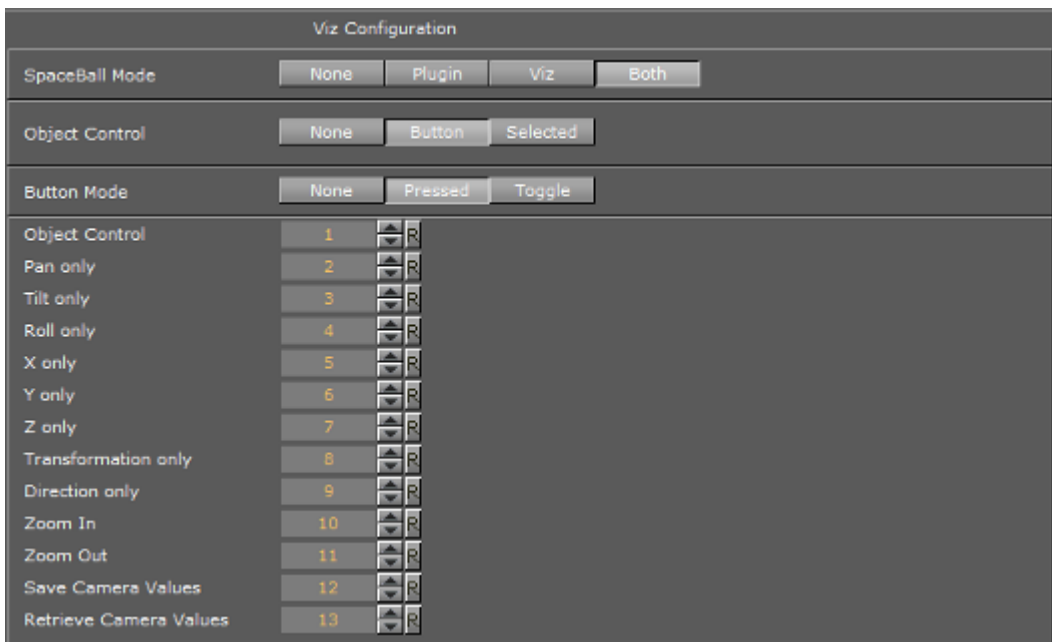 Viz Configuration
SpaceBall Mode None Plugin Viz Both
Object Control None Button Selected
Button Mode None Pressed Toggle
Object Control 1 R
Pan only 2 R
Tilt only 3 R
Roll only 4 R
X only 5 R
Y only 6 R
Z only 7 R
Transformation only 8 R
Direction only 9 R
Zoom In 10 R
Zoom Out 11 R
Save Camera Values 12 R
Retrieve Camera Values 13 R